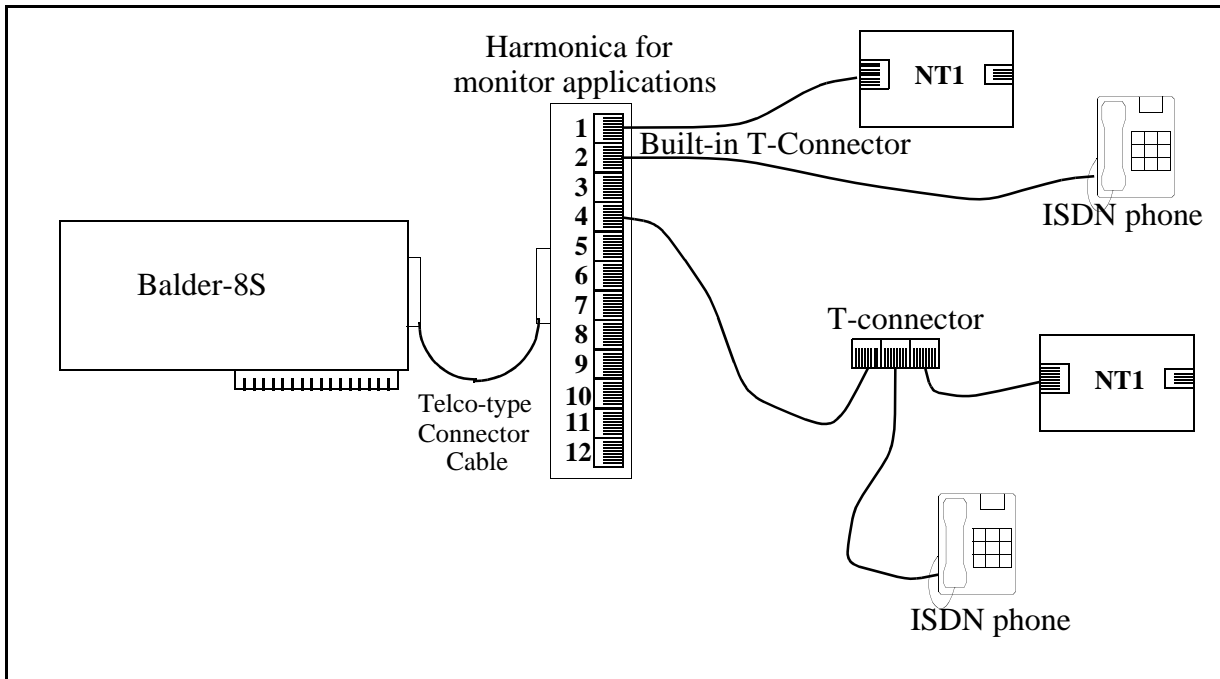 Harmonica for
monitor applications
NT1
1
2
3
4
5
6
7
8
9
10
11
12
Built-in T-Connector
ISDN phone
Balder-8S
Telco-type
Connector
Cable
T-connector
NT1
ISDN phone